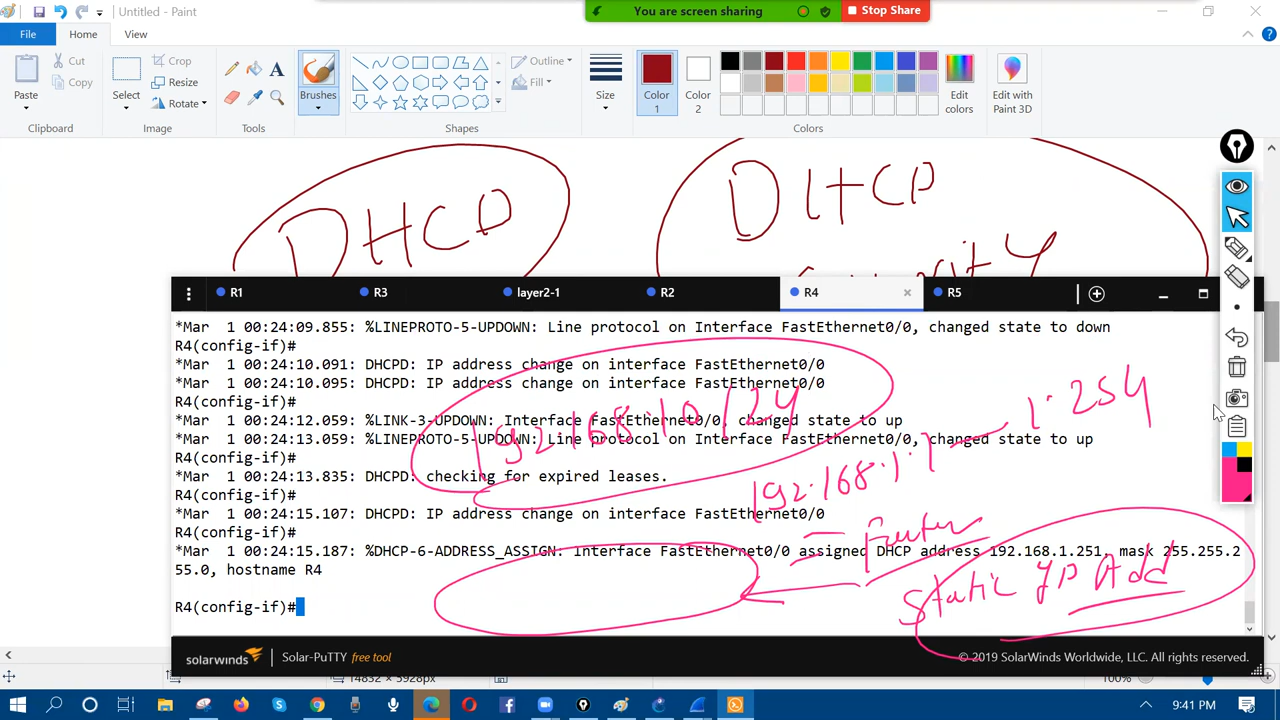 Untitled - Paint
You are screen sharing
Stop Share
File
Home
View
Paste
Cut
Copy
Clipboard
Select
Crop
Resize
Rotate
Image
Tools
Brushes
Shapes
Outline
Fill
Size
Color 1
Color 2
Colors
Edit colors
Edit with Paint 3D
DHCP
DHCP
R1
R3
layer2-1
R2
R4
R5
*Mar  1 00:24:09.855: %LINEPROTO-5-UPDOWN: Line protocol on Interface FastEthernet0/0, changed state to down
R4(config-if)#
*Mar  1 00:24:10.091: DHCPD: IP address change on interface FastEthernet0/0
*Mar  1 00:24:10.095: DHCPD: IP address change on interface FastEthernet0/0
R4(config-if)#
*Mar  1 00:24:12.059: %LINK-3-UPDOWN: Interface FastEthernet0/0, changed state to up
*Mar  1 00:24:13.059: %LINEPROTO-5-UPDOWN: Line protocol on Interface FastEthernet0/0, changed state to up
R4(config-if)#
*Mar  1 00:24:13.835: DHCPD: checking for expired leases.
R4(config-if)#
*Mar  1 00:24:15.107: DHCPD: IP address change on interface FastEthernet0/0
R4(config-if)#
*Mar  1 00:24:15.187: %DHCP-6-ADDRESS_ASSIGN: Interface FastEthernet0/0 assigned DHCP address 192.168.1.251, mask 255.255.2
55.0, hostname R4
R4(config-if)#
192.168.10/24
192.168.1.1
1.254
Static IP Add
solarwinds
Solar-PuTTY free tool
© 2019 SolarWinds Worldwide, LLC. All rights reserved.
14832 × 5928px
100%
9:41 PM